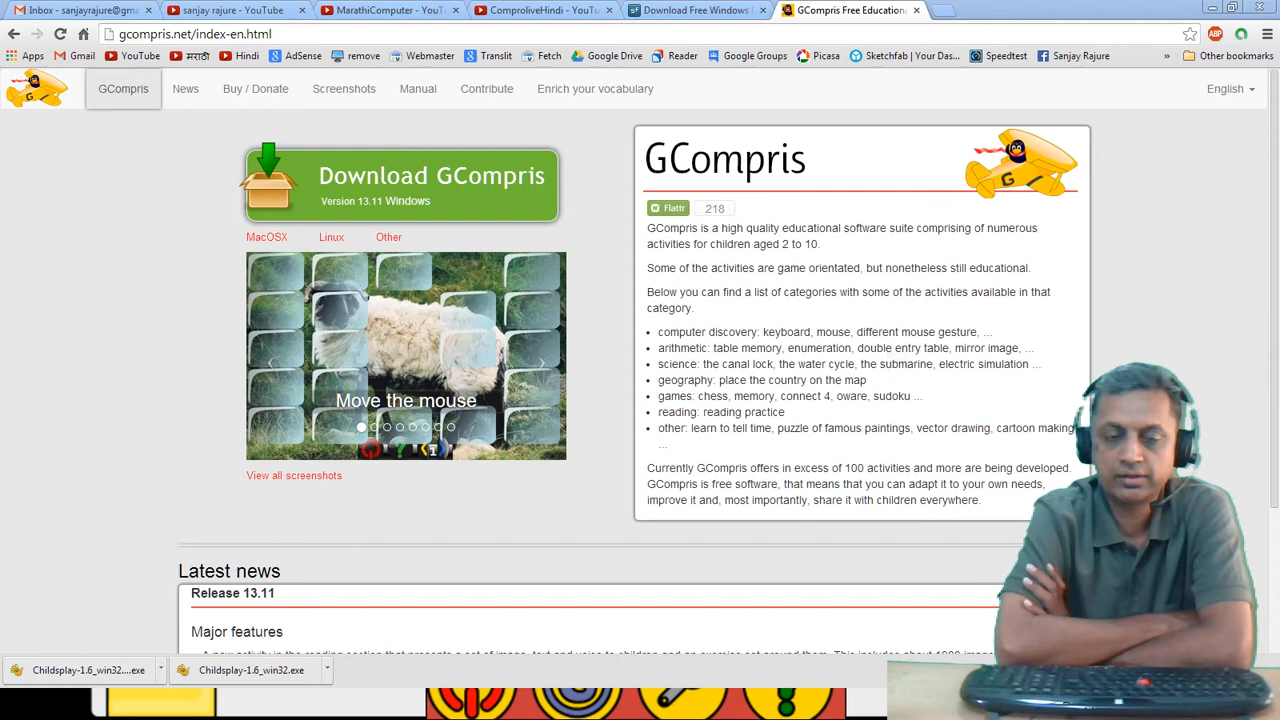 Inbox - sanjayrajure@gma
sanjay rajure - YouTube
MarathiComputer - YouT
ComproliveHindi - YouTu
Download Free Windows
GCompris Free Education
gcompris.net/index-en.html
Apps
Gmail
YouTube
मराठी
Hindi
AdSense
remove
Webmaster
Translit
Fetch
Google Drive
Reader
Google Groups
Picasa
Sketchfab | Your Das...
Speedtest
Sanjay Rajure
»
Other bookmarks
GCompris
News
Buy / Donate
Screenshots
Manual
Contribute
Enrich your vocabulary
English
Download GCompris
Version 13.11 Windows
MacOSX
Linux
Other
Move the mouse
View all screenshots
GCompris
G
Flattr
218
GCompris is a high quality educational software suite comprising of numerous
activities for children aged 2 to 10.
Some of the activities are game orientated, but nonetheless still educational.
Below you can find a list of categories with some of the activities available in that
category.
• computer discovery: keyboard, mouse, different mouse gesture, ...
• arithmetic: table memory, enumeration, double entry table, mirror image, ...
• science: the canal lock, the water cycle, the submarine, electric simulation ...
• geography: place the country on the map
• games: chess, memory, connect 4, oware, sudoku ...
• reading: reading practice
• other: learn to tell time, puzzle of famous paintings, vector drawing, cartoon making
...
Currently GCompris offers in excess of 100 activities and more are being developed.
GCompris is free software, that means that you can adapt it to your own needs,
improve it and, most importantly, share it with children everywhere.
Latest news
Release 13.11
Major features
Childsplay-1.6_win32....exe
Childsplay-1.6_win32.exe